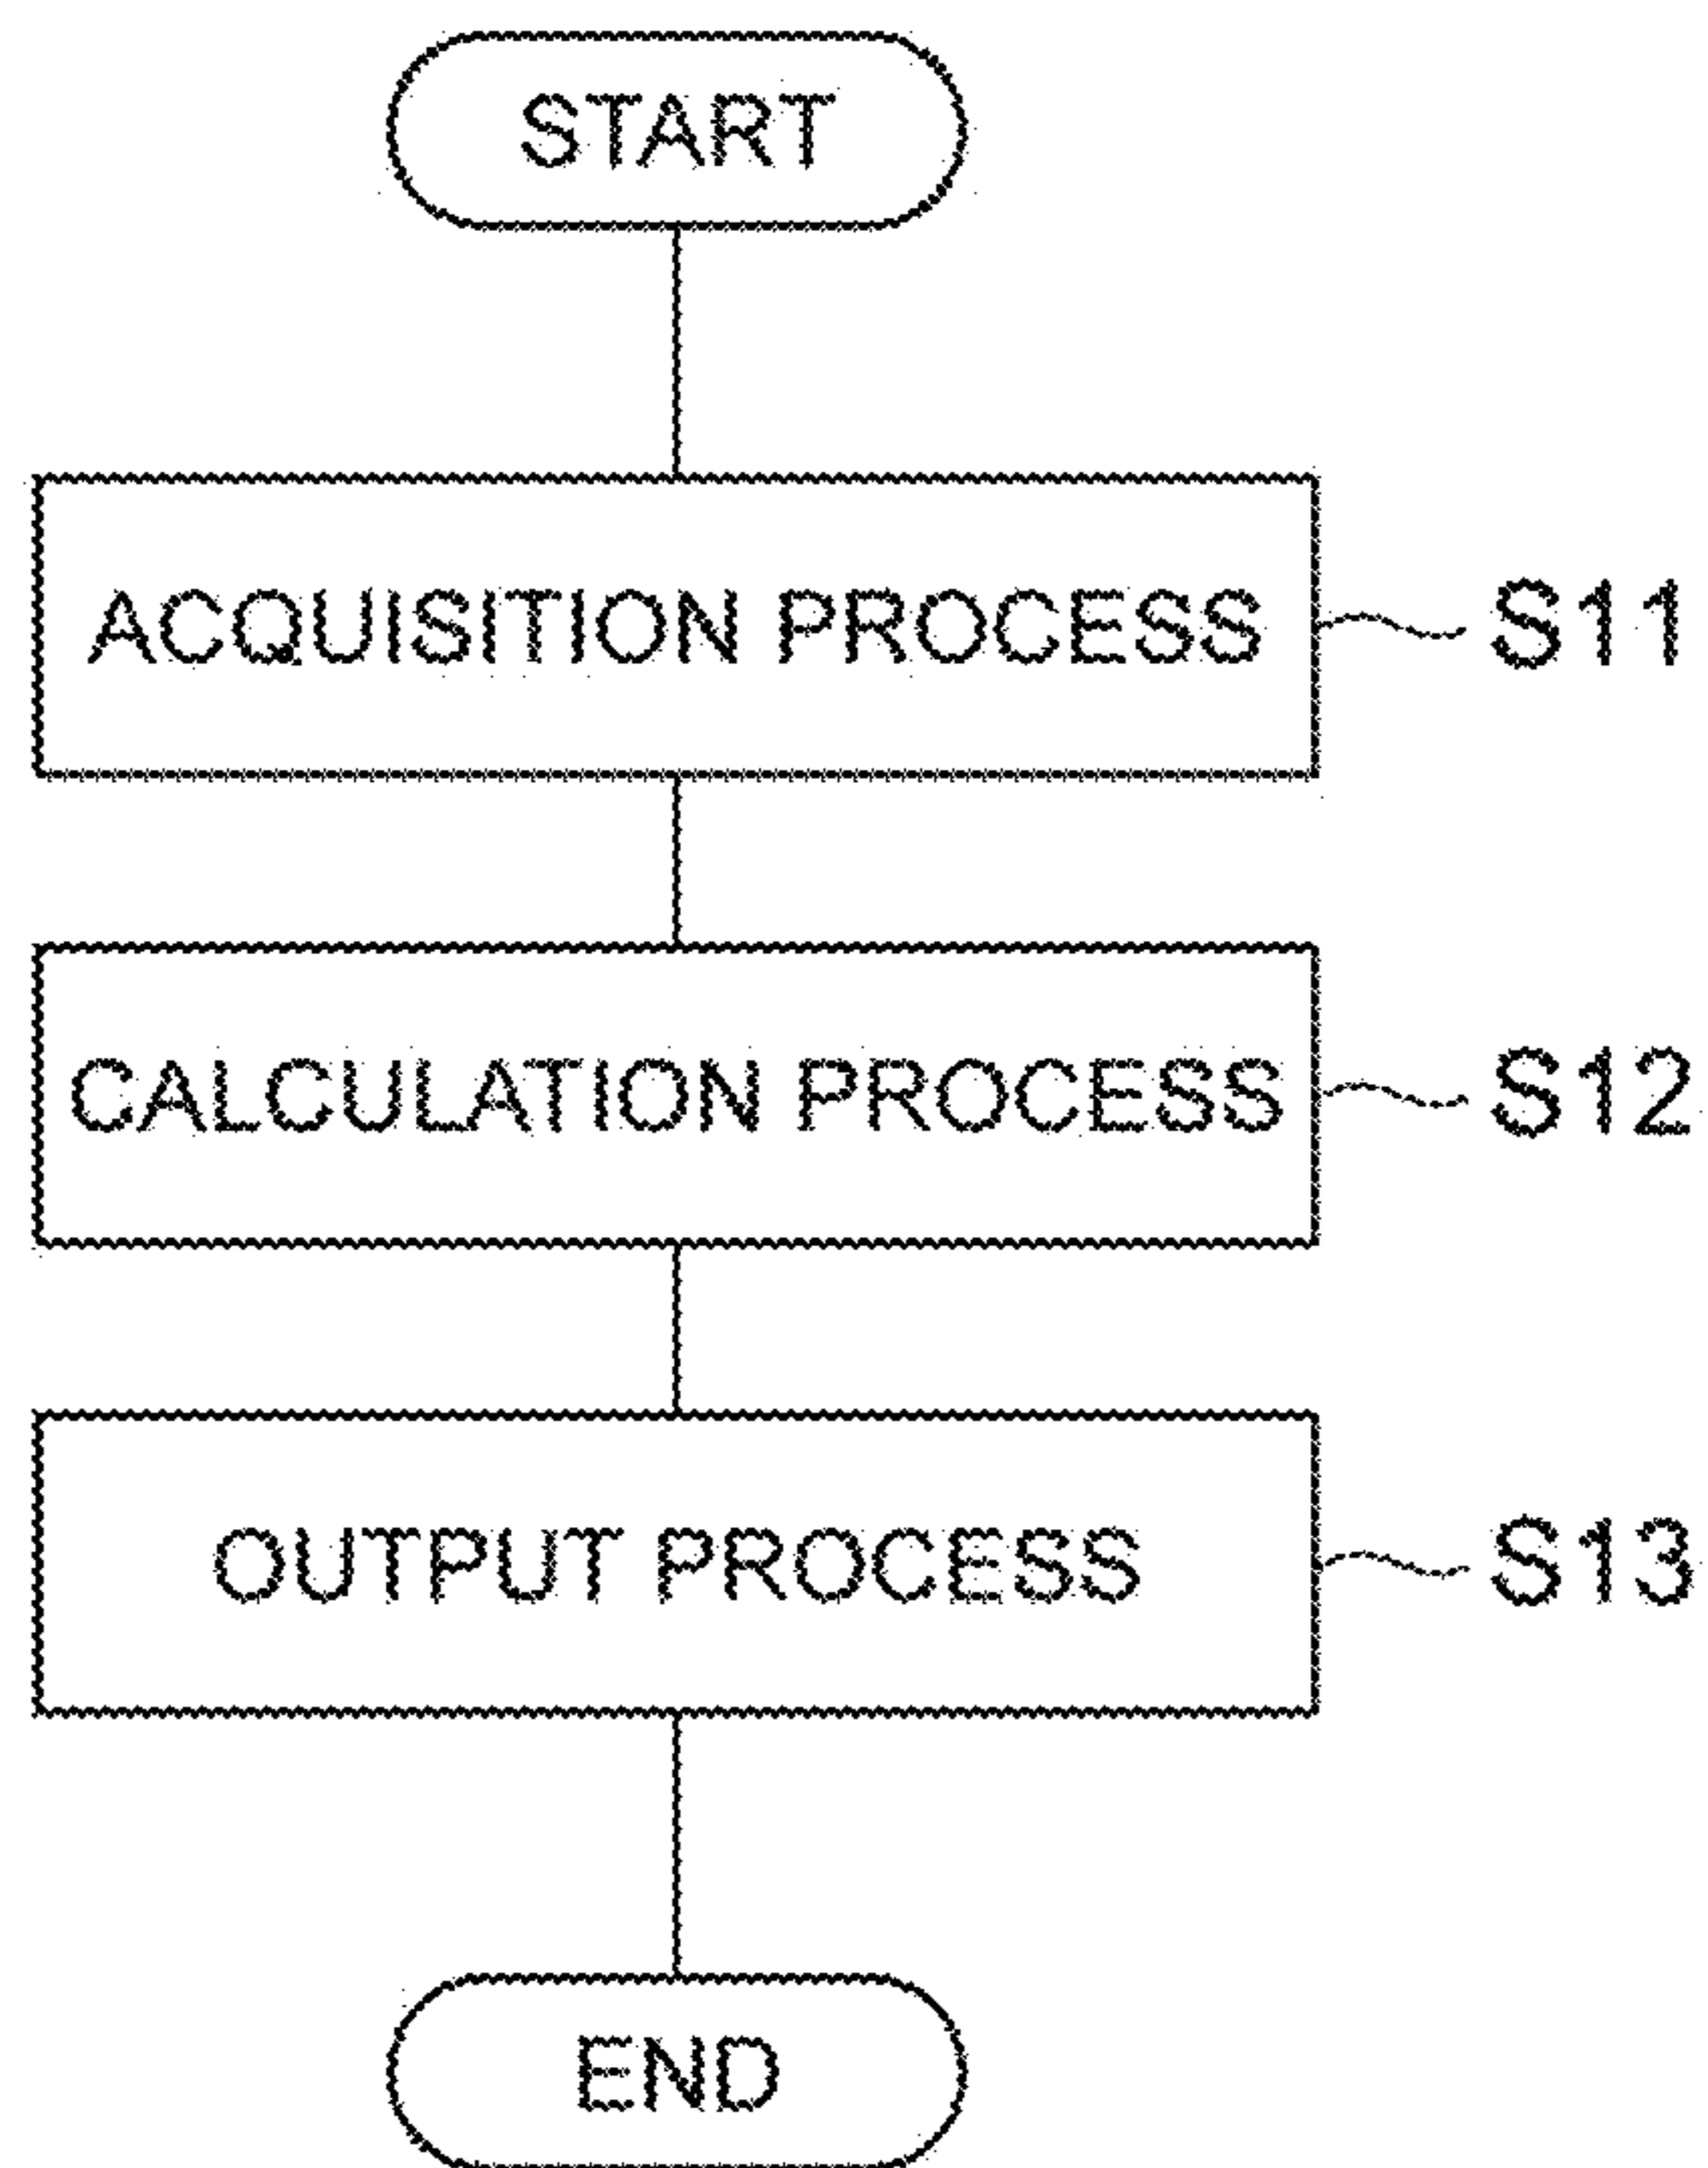 START
ACQUISITION PROCESS S11
CALCULATION PROCESS S12
OUTPUT PROCESS S13
END